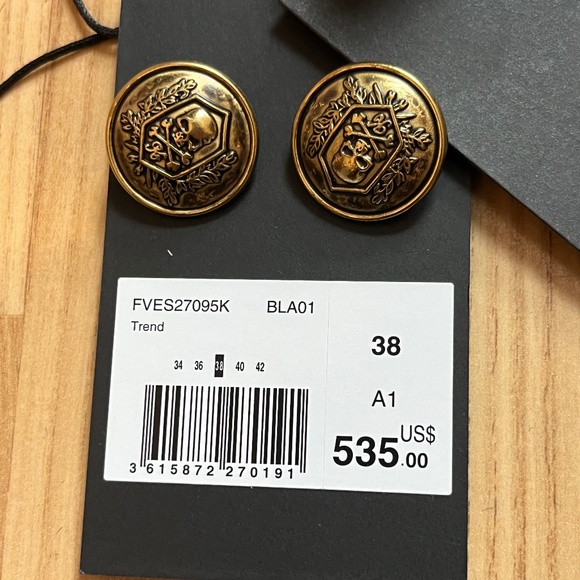 FVES27095K BLA01
Trend
34 36 38 40 42
3 615872 270191
38
A1
US$
535.00